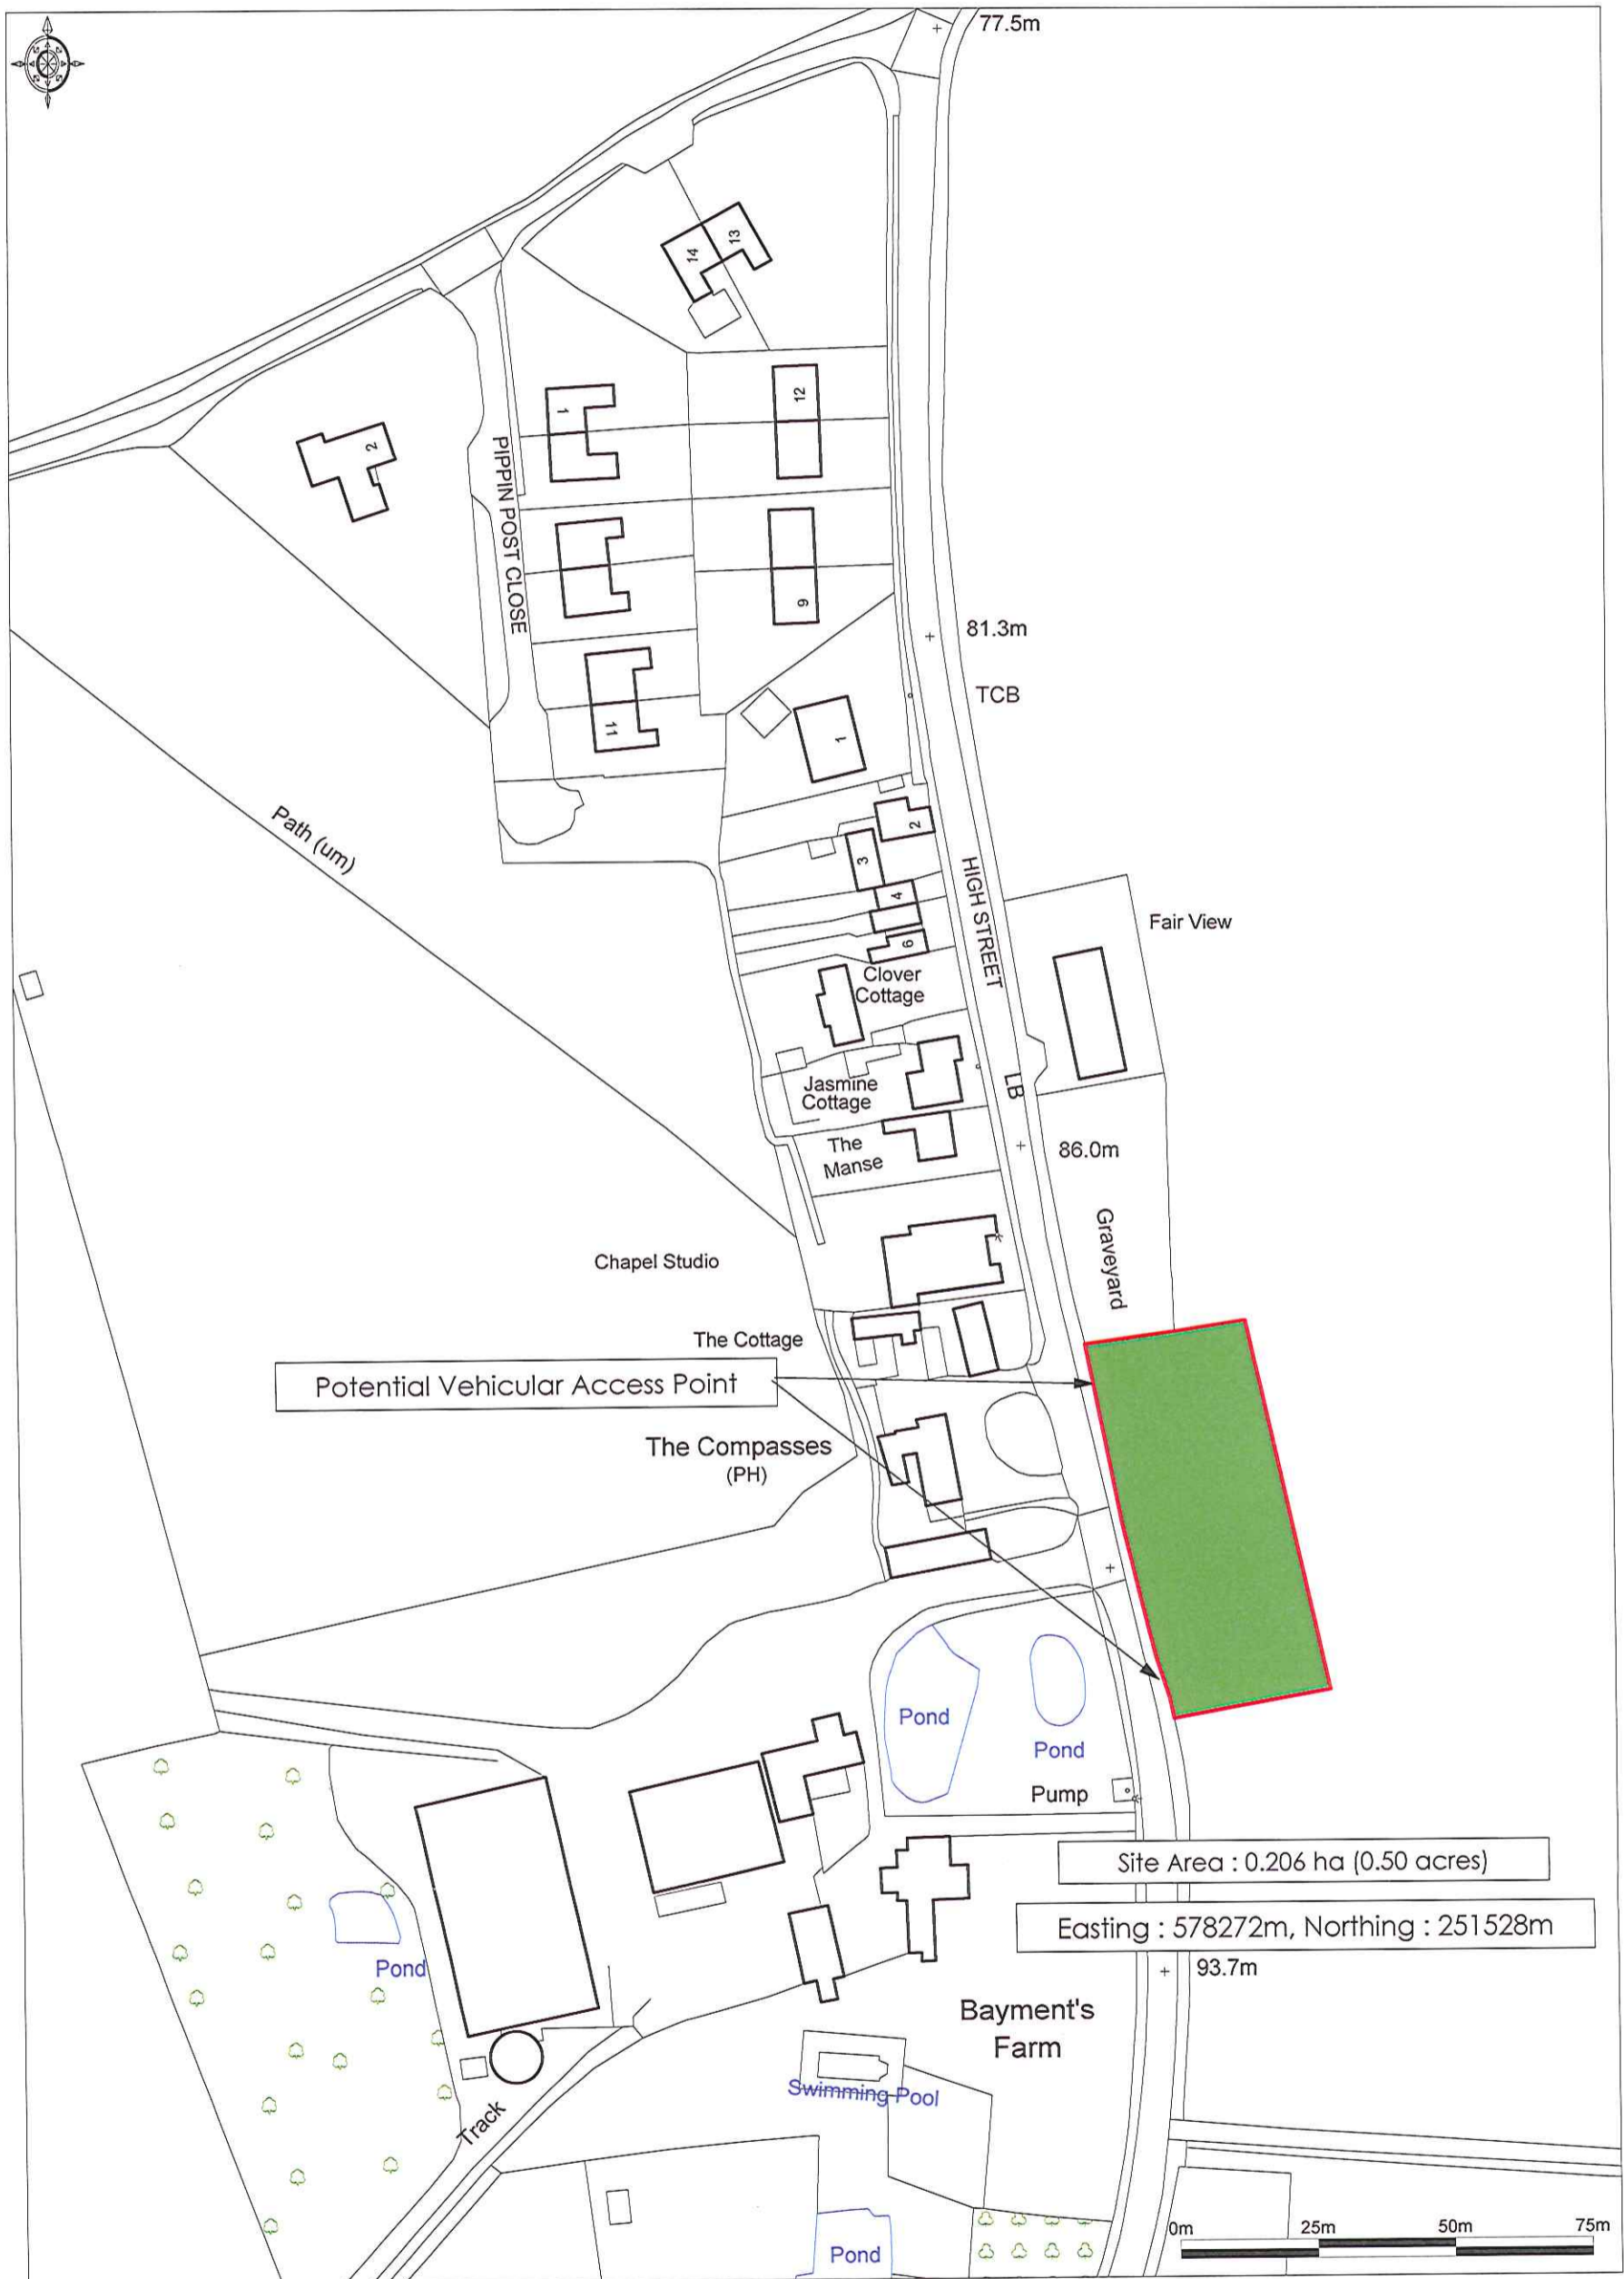 77.5m
13
14
12
1
2
PIPPIN POST CLOSE
9
81.3m
TCB
11
1
2
Path (um)
3
HIGH STREET
4
Fair View
6
Clover
Cottage
LB
Jasmine
Cottage
The
Manse
86.0m
Graveyard
Chapel Studio
The Cottage
Potential Vehicular Access Point
The Compasses
(PH)
Pond
Pond
Pump
Site Area : 0.206 ha (0.50 acres)
Easting : 578272m, Northing : 251528m
Pond
93.7m
Bayment's
Farm
Swimming Pool
Track
0m 25m 50m 75m
Pond